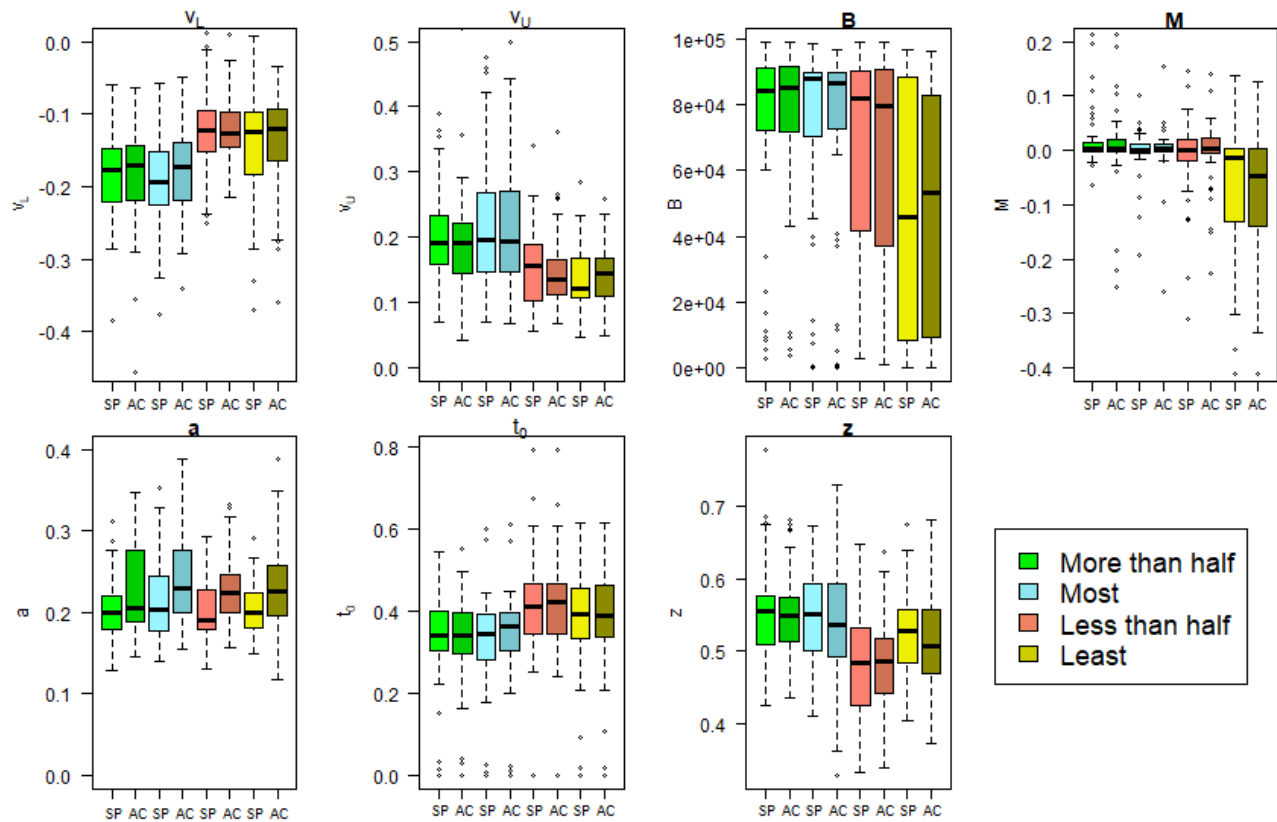 v_L
v_U
B
M
0.0
-0.1
-0.2
-0.3
-0.4
v_L
SP AC SP AC SP AC SP AC
0.5
0.4
0.3
0.2
0.1
0.0
v_U
SP AC SP AC SP AC SP AC
1e+05
8e+04
6e+04
4e+04
2e+04
0e+00
B
SP AC SP AC SP AC SP AC
0.2
0.1
0.0
-0.1
-0.2
-0.3
-0.4
M
SP AC SP AC SP AC SP AC
a
t_0
z
0.4
0.3
0.2
0.1
0.0
a
SP AC SP AC SP AC SP AC
0.8
0.6
0.4
0.2
0.0
t_0
SP AC SP AC SP AC SP AC
0.7
0.6
0.5
0.4
z
SP AC SP AC SP AC SP AC
More than half
Most
Less than half
Least